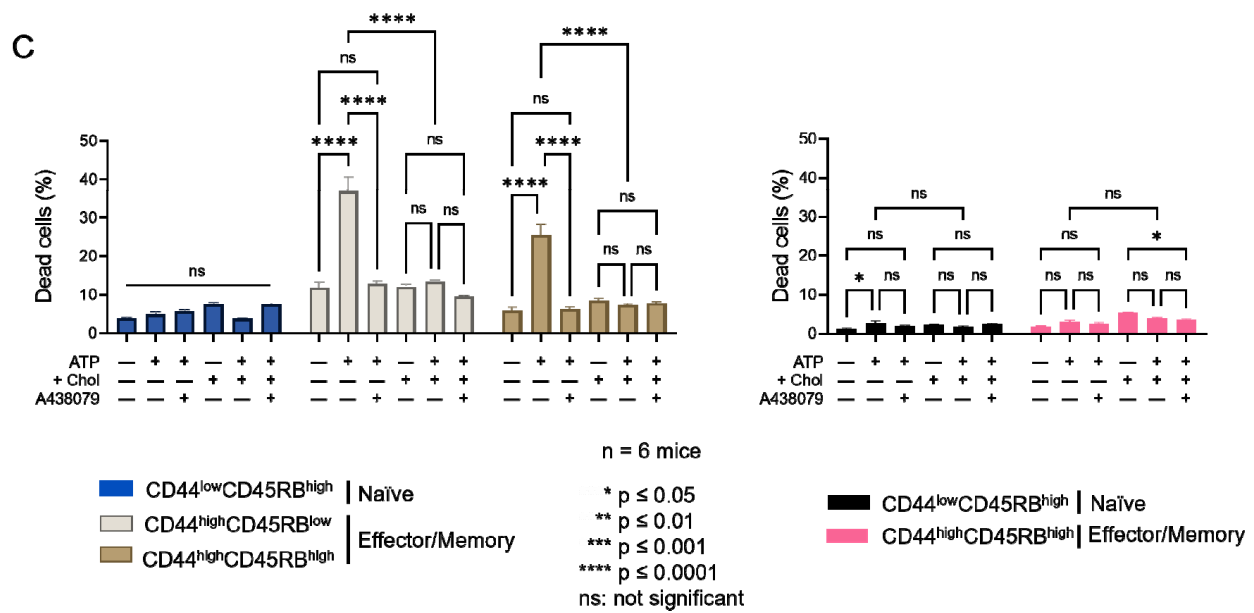 C
**** ****
ns ns
**** **** ns **** ns
**** ns ns **** ns ns ns
ns
Dead cells (%)
50
40
30
20
10
0
ATP — + + — + + — + + — + + — + + — + +
+ Chol — — — + + + — — — + + + — — — + + +
A438079 — — + — — + — — + — — + — — + — — +
ns ns
ns ns ns *
* ns ns ns ns ns ns ns
Dead cells (%)
50
40
30
20
10
0
ATP — + + — + + — + + — + +
+ Chol — — — + + + — — — + + +
A438079 — — + — — + — — + — — +
CD44lowCD45RBhigh | Naïve
CD44highCD45RBlow
CD44highCD45RBhigh
Effector/Memory
n = 6 mice
* p ≤ 0.05
** p ≤ 0.01
*** p ≤ 0.001
**** p ≤ 0.0001
ns: not significant
CD44lowCD45RBhigh | Naïve
CD44highCD45RBhigh | Effector/Memory